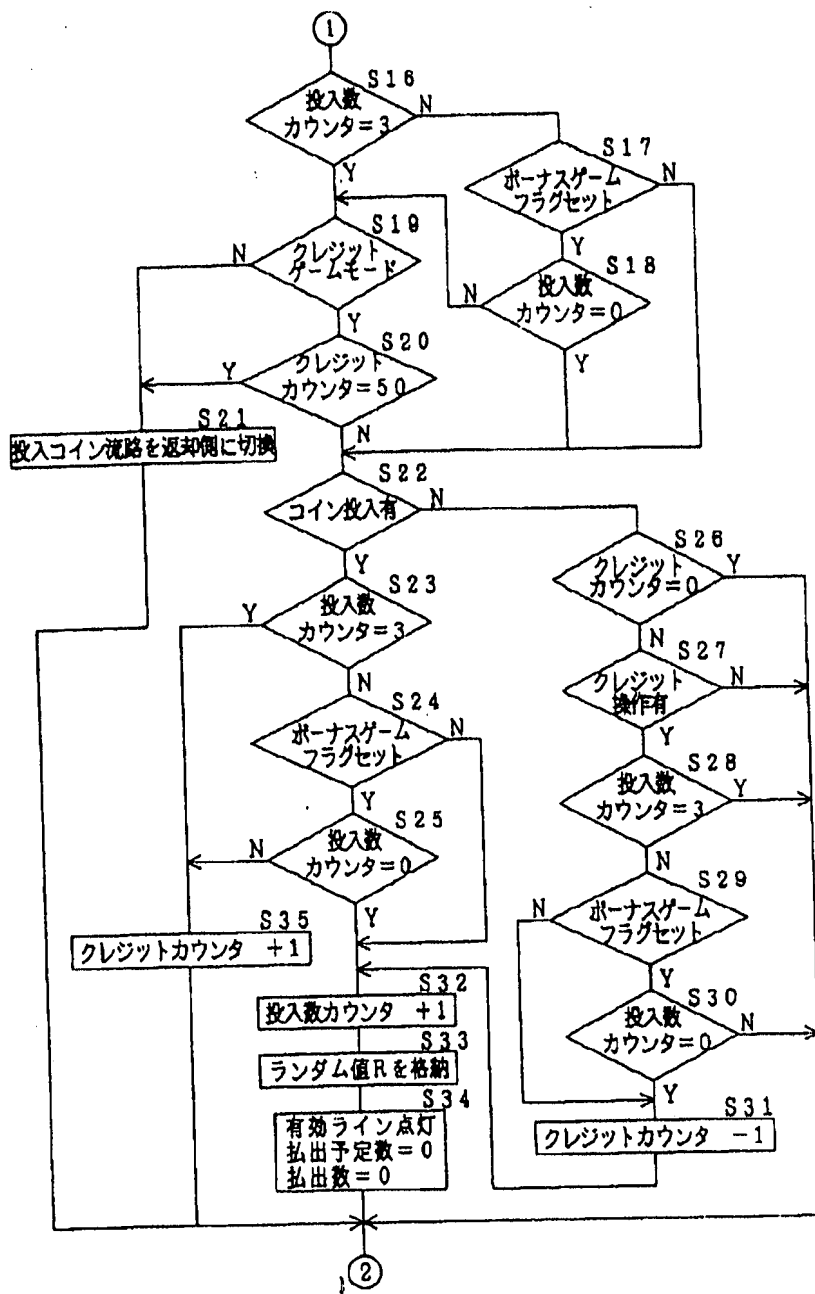 1
S16
投入数
カウンタ=3
N
Y
S17
ボーナスゲーム
フラグセット
N
Y
S18
投入数
カウンタ=0
N
Y
S19
クレジット
ゲームモード
N
Y
S20
クレジット
カウンタ=50
Y
N
S21
投入コイン流路を返却側に切換
S22
コイン投入有
N
Y
S23
投入数
カウンタ=3
Y
N
S24
ボーナスゲーム
フラグセット
N
Y
S25
投入数
カウンタ=0
N
Y
S26
クレジット
カウンタ=0
Y
N
S27
クレジット
操作有
N
Y
S28
投入数
カウンタ=3
Y
N
S29
ボーナスゲーム
フラグセット
N
Y
S30
投入数
カウンタ=0
N
Y
S31
クレジットカウンタ -1
S35
クレジットカウンタ +1
S32
投入数カウンタ +1
S33
ランダム値Rを格納
S34
有効ライン点灯
払出予定数=0
払出数=0
2